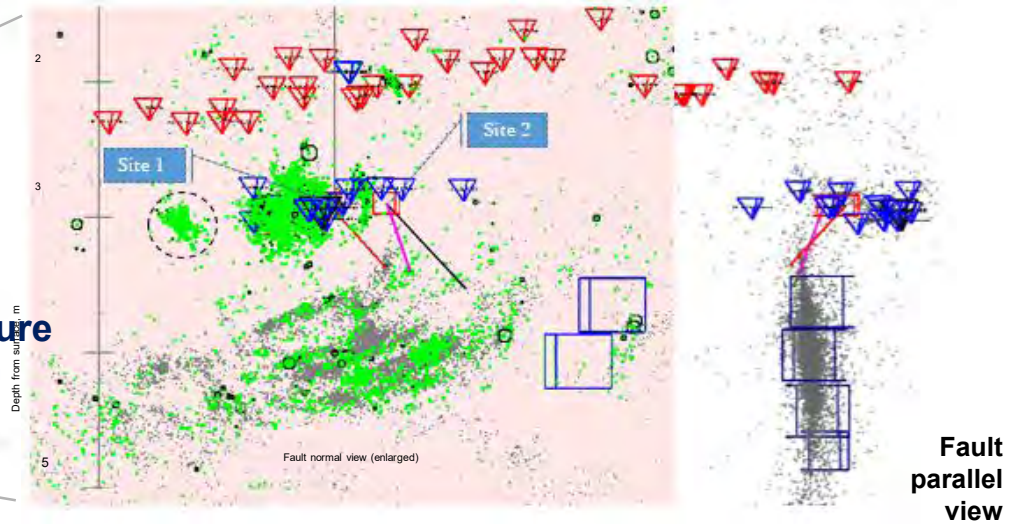 2
Site 2
Site 1
3
ure
Depth from surface, m
Fault normal view (enlarged)
5
Fault
parallel
view